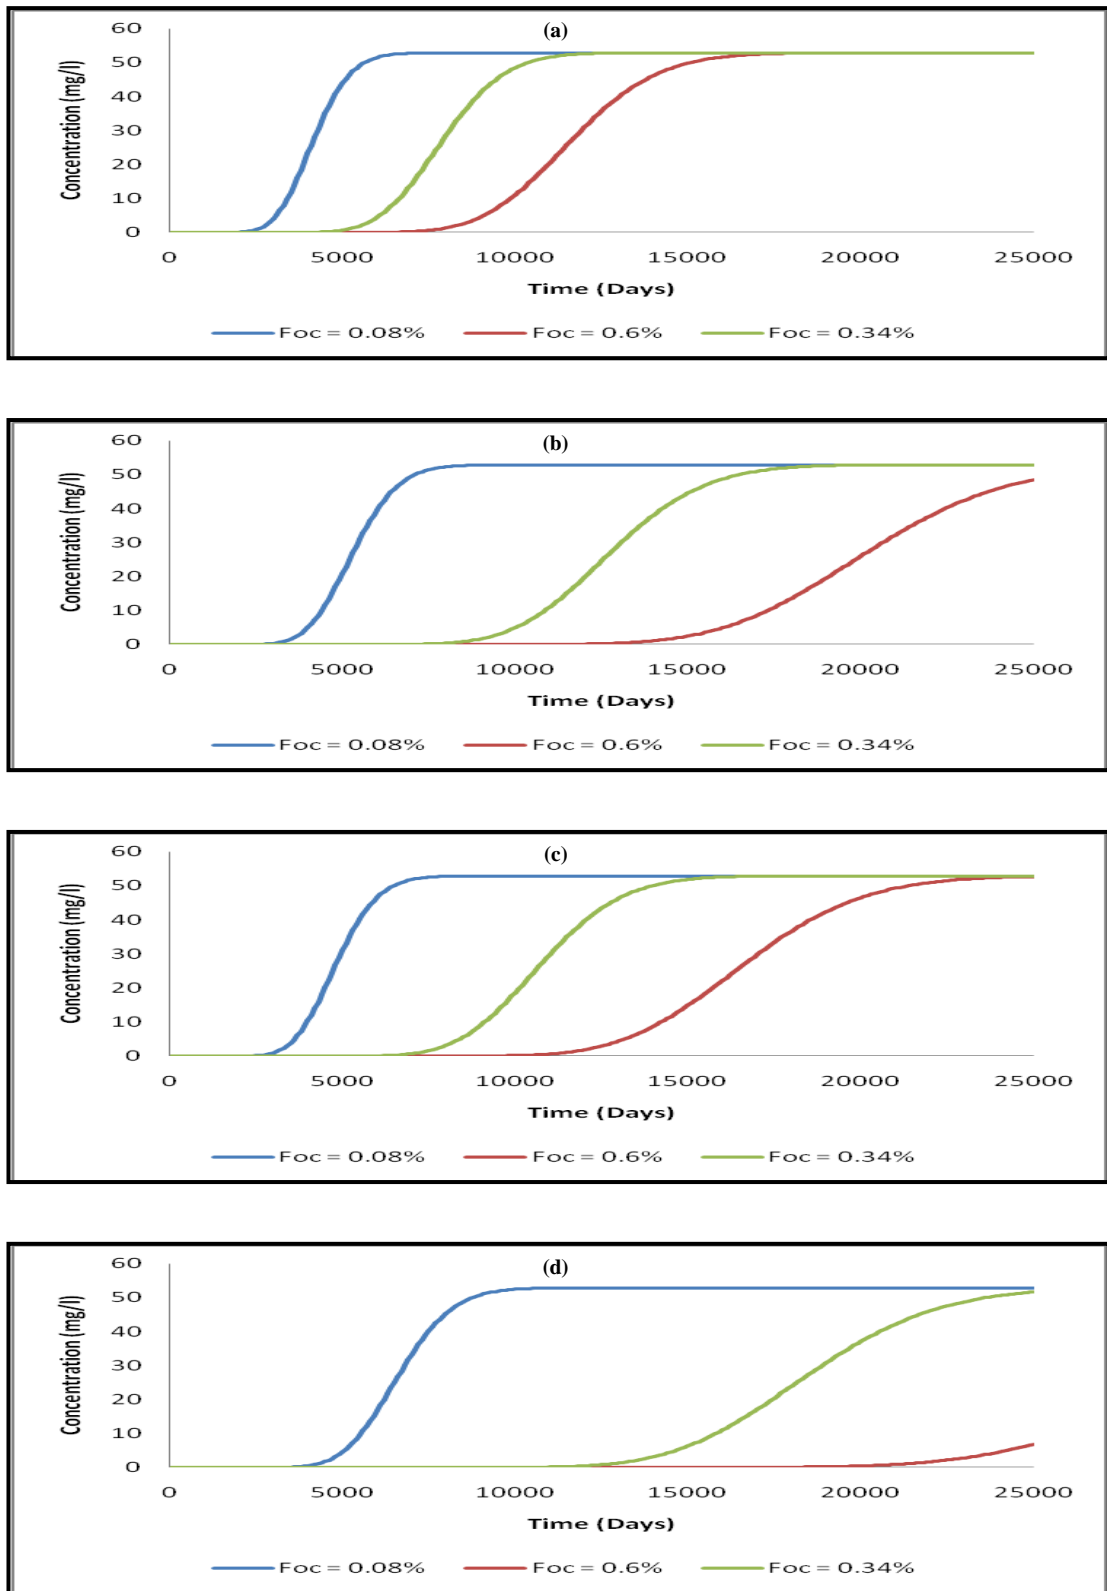 (a)
Concentration (mg/l)
60
50
40
30
20
10
0
0 5000 10000 15000 20000 25000
Time (Days)
Foc = 0.08% Foc = 0.6% Foc = 0.34%
(b)
Concentration (mg/l)
60
50
40
30
20
10
0
0 5000 10000 15000 20000 25000
Time (Days)
Foc = 0.08% Foc = 0.6% Foc = 0.34%
(c)
Concentration (mg/l)
60
50
40
30
20
10
0
0 5000 10000 15000 20000 25000
Time (Days)
Foc = 0.08% Foc = 0.6% Foc = 0.34%
(d)
Concentration (mg/l)
60
50
40
30
20
10
0
0 5000 10000 15000 20000 25000
Time (Days)
Foc = 0.08% Foc = 0.6% Foc = 0.34%